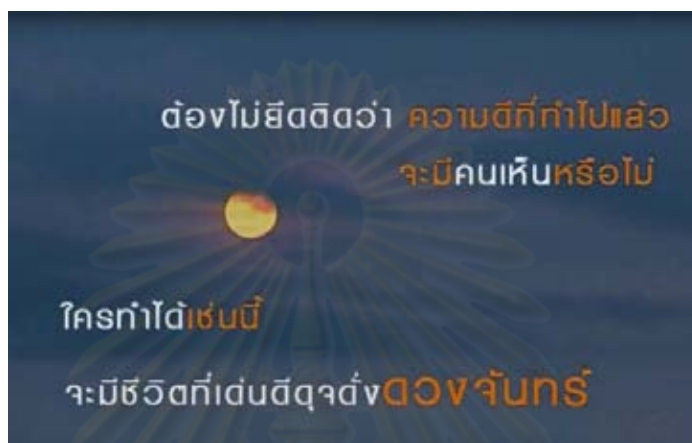 ต้องไม่ยึดติดว่า ความดีที่ทำไปแล้ว
จะมีคนเห็นหรือไม่
ใครทำได้เช่นนี้
จะมีชีวิตที่เด่นดีดุจดั่งดวงจันทร์